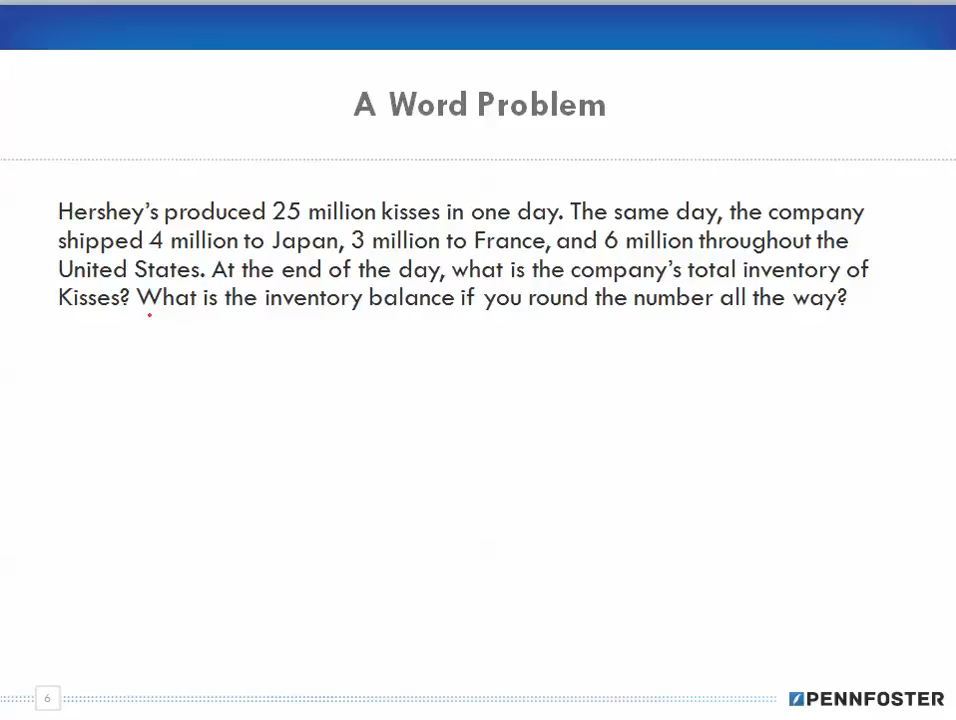 A Word Problem
Hershey's produced 25 million kisses in one day. The same day, the company
shipped 4 million to Japan, 3 million to France, and 6 million throughout the
United States. At the end of the day, what is the company's total inventory of
Kisses? What is the inventory balance if you round the number all the way?
6
PENNFOSTER